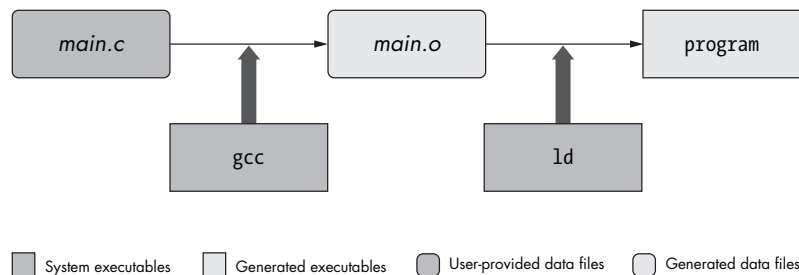 main.c
main.o
program
gcc
ld
System executables
Generated executables
User-provided data files
Generated data files